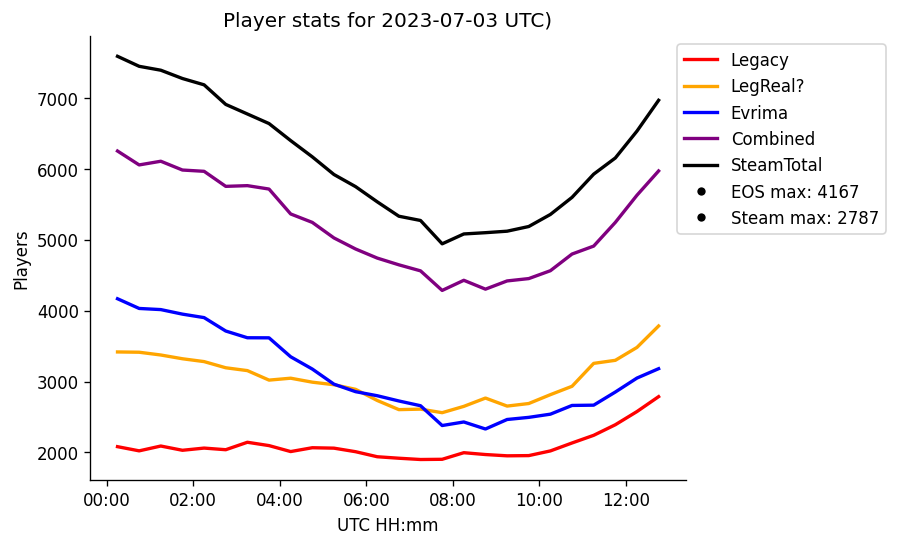 Player stats for 2023-07-03 UTC)
Legacy
LegReal?
Evrima
Combined
SteamTotal
EOS max: 4167
Steam max: 2787
Players
7000
6000
5000
4000
3000
2000
00:00 02:00 04:00 06:00 08:00 10:00 12:00
UTC HH:mm